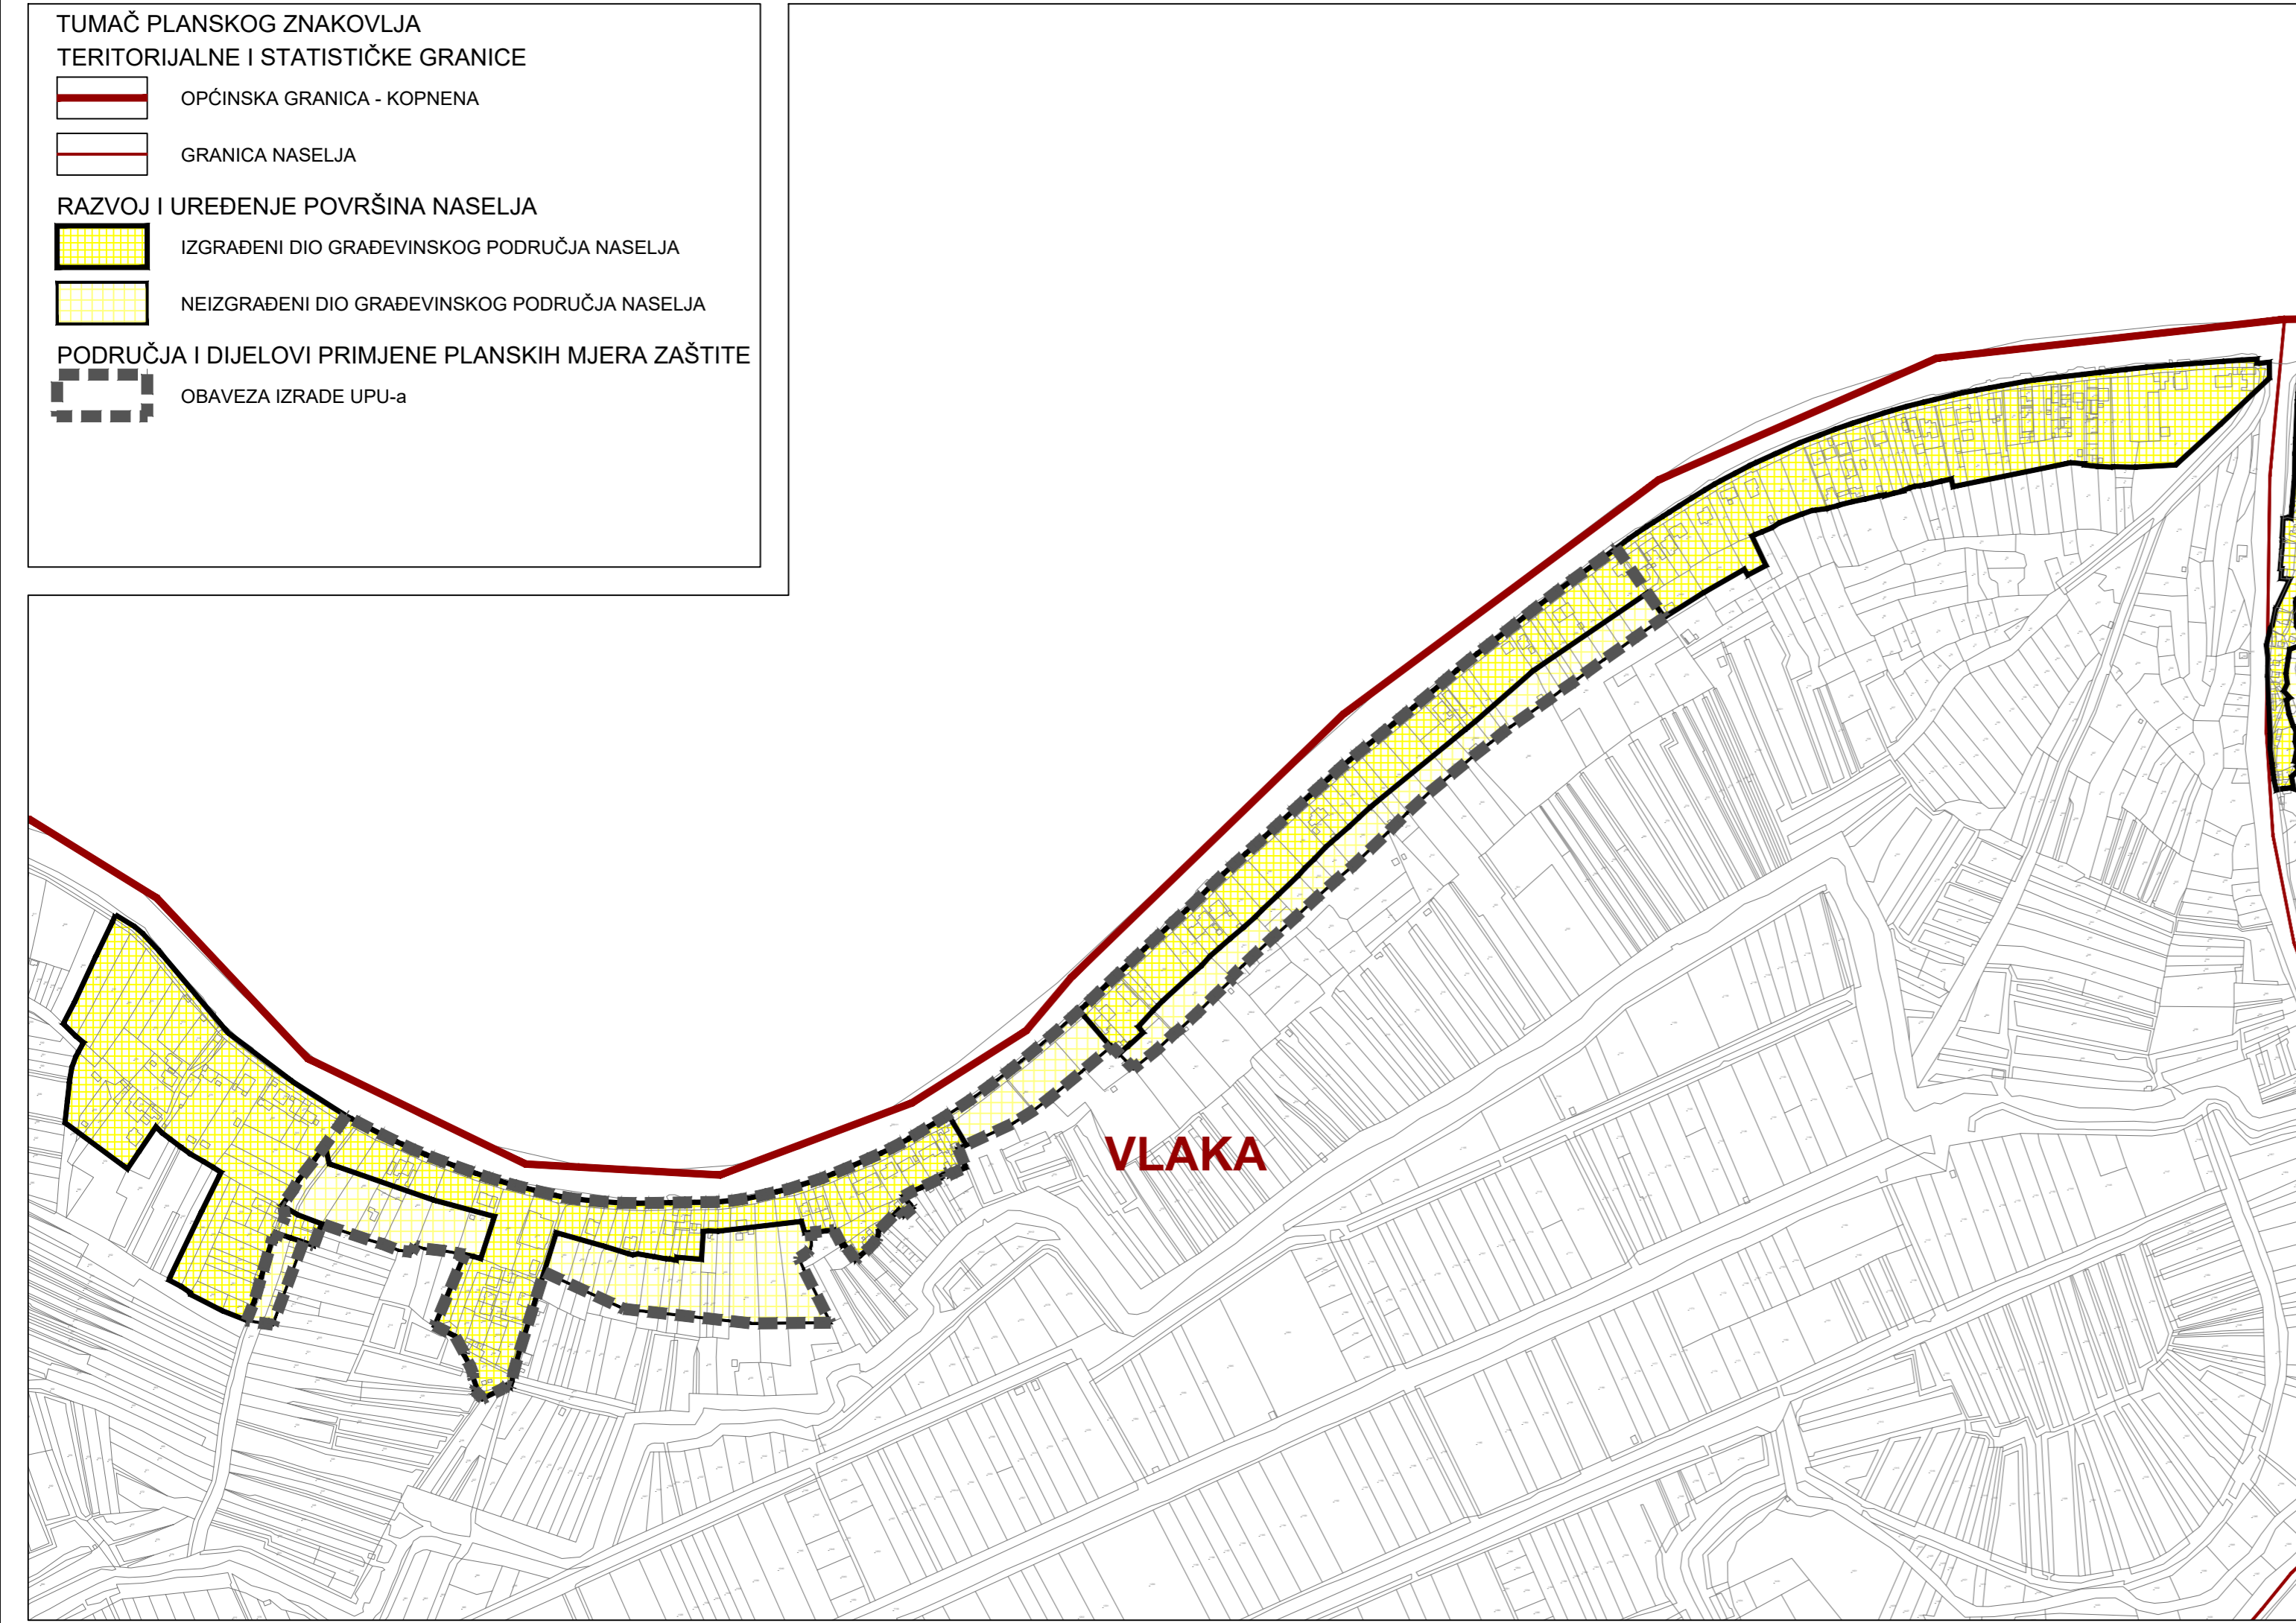 TUMAČ PLANSKOG ZNAKOVLJA
TERITORIJALNE I STATISTIČKE GRANICE
OPĆINSKA GRANICA - KOPNENA
GRANICA NASELJA
RAZVOJ I UREĐENJE POVRŠINA NASELJA
IZGRAĐENI DIO GRAĐEVINSKOG PODRUČJA NASELJA
NEIZGRAĐENI DIO GRAĐEVINSKOG PODRUČJA NASELJA
PODRUČJA I DIJELOVI PRIMJENE PLANSKIH MJERA ZAŠTITE
OBAVEZA IZRADE UPU-a
VLAKA